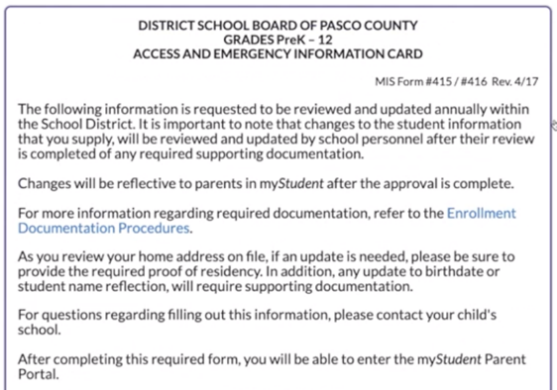 DISTRICT SCHOOL BOARD OF PASCO COUNTY
GRADES PreK – 12
ACCESS AND EMERGENCY INFORMATION CARD
MIS Form #415 / #416 Rev. 4/17
The following information is requested to be reviewed and updated annually within
the School District. It is important to note that changes to the student information
that you supply, will be reviewed and updated by school personnel after their review
is completed of any required supporting documentation.
Changes will be reflective to parents in myStudent after the approval is complete.
For more information regarding required documentation, refer to the Enrollment
Documentation Procedures.
As you review your home address on file, if an update is needed, please be sure to
provide the required proof of residency. In addition, any update to birthdate or
student name reflection, will require supporting documentation.
For questions regarding filling out this information, please contact your child's
school.
After completing this required form, you will be able to enter the myStudent Parent
Portal.